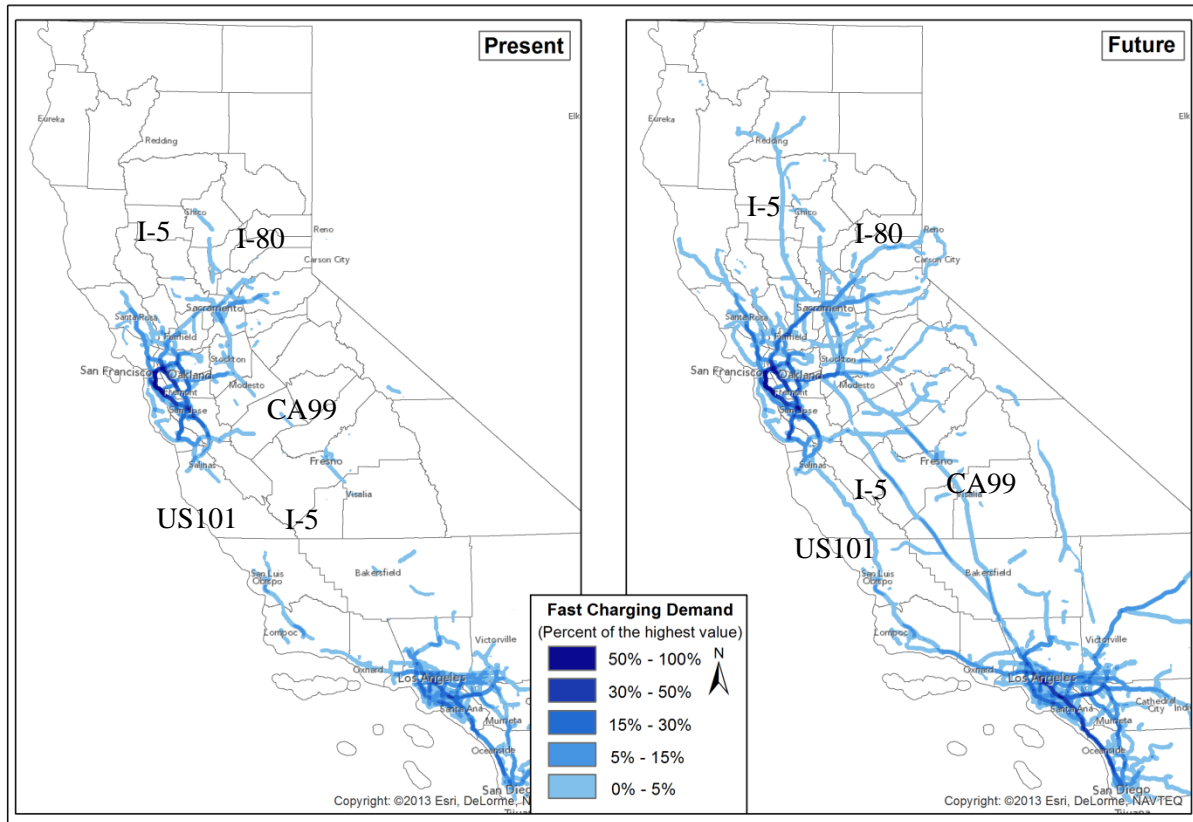 Present
Eureka
Redding
Elk
Chico
I-5
I-80
Reno
Carson City
Sacramento
Santa Rosa
Fairfield
Stockton
San Francisco
Oakland
Modesto
Fremont
CA99
Salinas
Fresno
Visalia
US101
I-5
San Luis
Obispo
Bakersfield
Lompoc
Victorville
Oxnard
Los Angeles
Santa Ana
Murrieta
Oceanside
San Diego
Copyright: ©2013 Esri, DeLorme, N
Future
Eureka
Redding
Elk
I-5
Chico
I-80
Reno
Carson City
Sacramento
Santa Rosa
Fairfield
Stockton
San Francisco
Oakland
Modesto
Fremont
Salinas
Fresno
I-5
CA99
Visalia
US101
San Luis
Obispo
Bakersfield
Lompoc
Victorville
Oxnard
Los Angeles
Cathedral
City
Ind
Santa Ana
Murrieta
Oceanside
San Diego
Copyright: ©2013 Esri, DeLorme, NAVTEQ
Fast Charging Demand
(Percent of the highest value)
N
50% - 100%
30% - 50%
15% - 30%
5% - 15%
0% - 5%